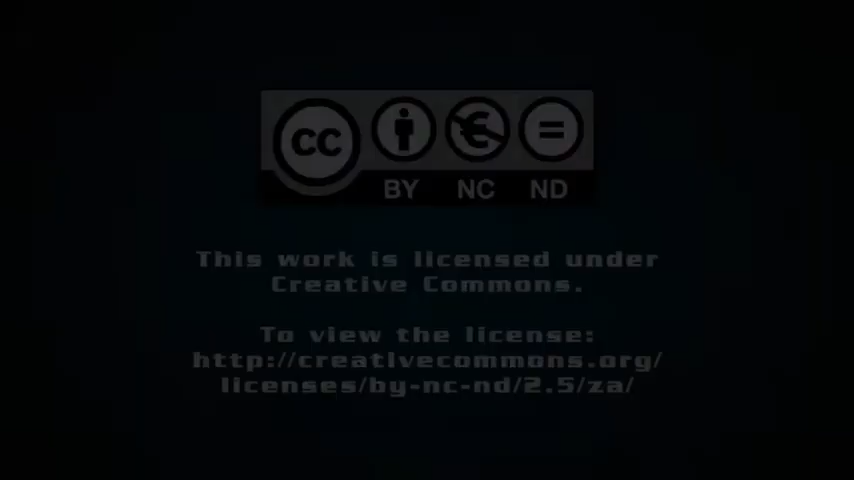 cc
BY NC ND
This work is licensed under
Creative Commons.
To view the license:
http://creativecommons.org/
licenses/by-nc-nd/2.5/za/